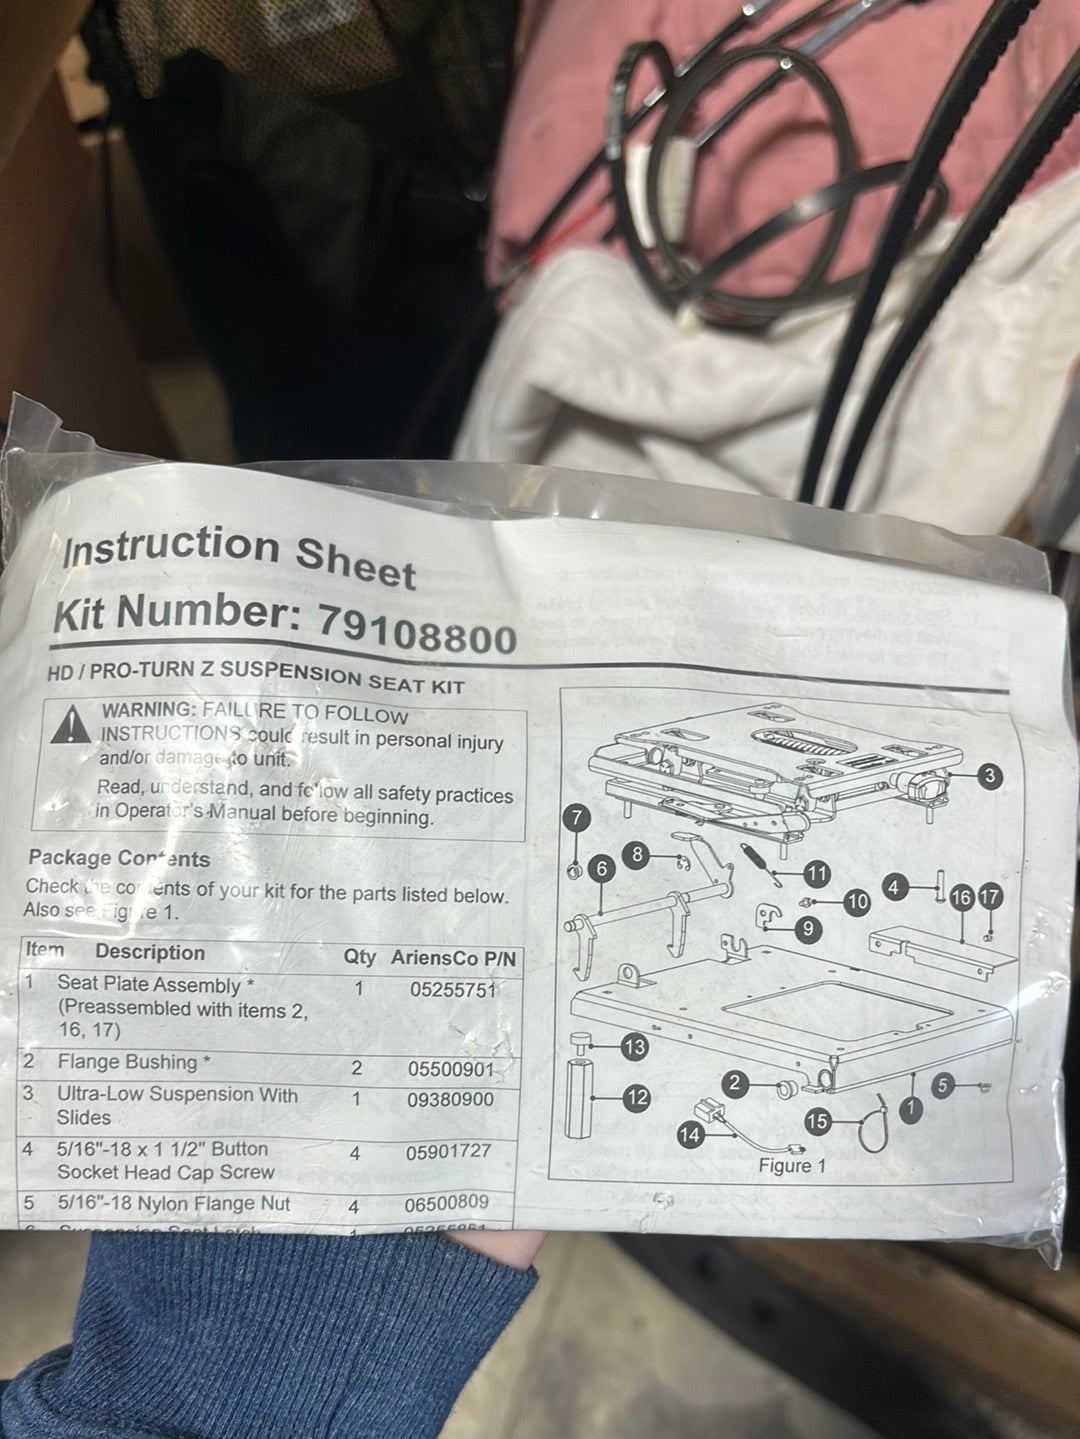 Instruction Sheet
Kit Number: 79108800
HD / PRO-TURN Z SUSPENSION SEAT KIT
WARNING: FAILURE TO FOLLOW
INSTRUCTIONS could result in personal injury
and/or damage to unit.
Read, understand, and follow all safety practices
in Operator's Manual before beginning.
Package Contents
Check the contents of your kit for the parts listed below.
Also see Figure 1.
Item Description Qty AriensCo P/N
1 Seat Plate Assembly * 1 05255751
(Preassembled with items 2,
16, 17)
2 Flange Bushing * 2 05500901
3 Ultra-Low Suspension With 1 09380900
Slides
4 5/16"-18 x 1 1/2" Button 4 05901727
Socket Head Cap Screw
5 5/16"-18 Nylon Flange Nut 4 06500809
6 Suspension Seat Latch 1
3
7
8
6
11
4
10
16 17
9
13
12
2
5
1
15
14
Figure 1